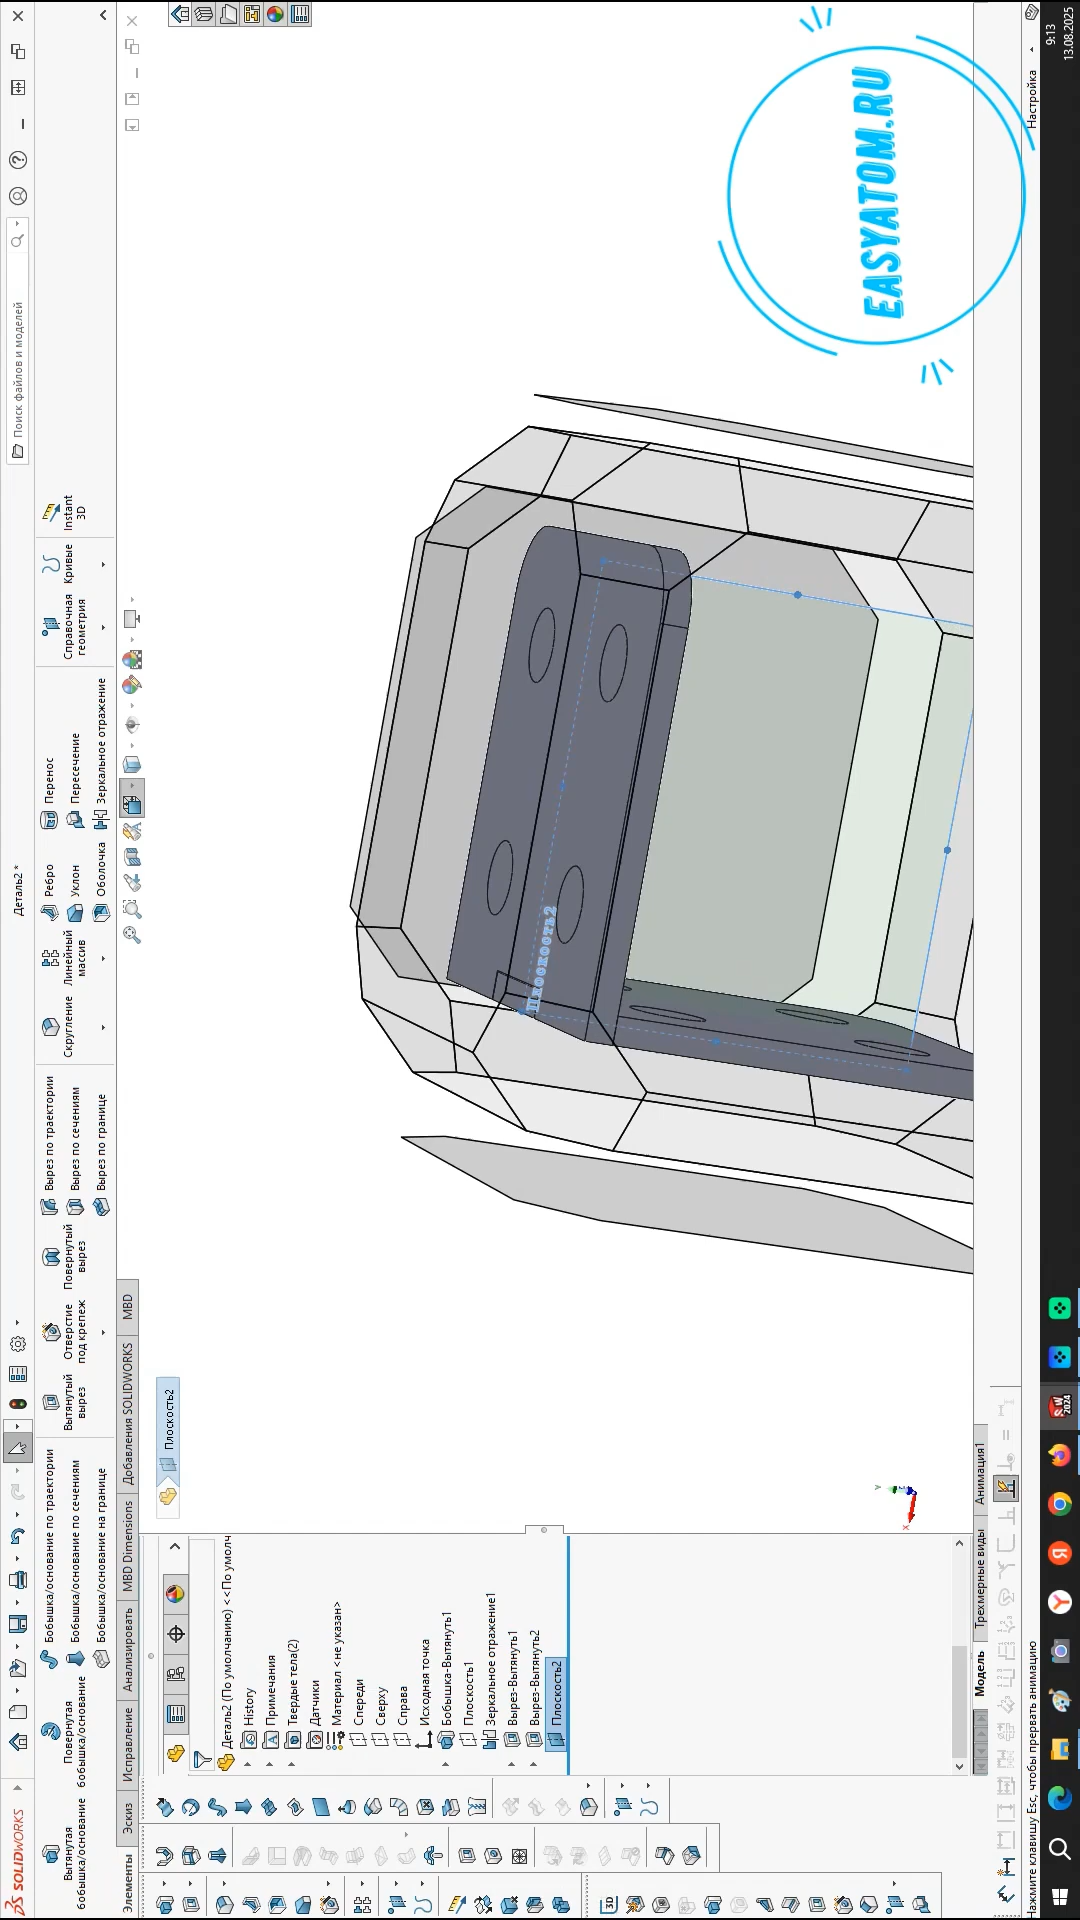 SOLIDWORKS
Деталь2 *
Поиск файлов и моделей
Вытянутая бобышка/основание
Повернутая бобышка/основание
Бобышка/основание по траектории
Бобышка/основание по сечениям
Бобышка/основание на границе
Вытянутый вырез
Отверстие под крепеж
Повернутый вырез
Вырез по траектории
Вырез по сечениям
Вырез по границе
Скругление
Линейный массив
Ребро
Уклон
Оболочка
Перенос
Пересечение
Зеркальное отражение
Справочная геометрия
Кривые
Instant 3D
Элементы
Эскиз
Исправление
Анализировать
MBD Dimensions
Добавления SOLIDWORKS
MBD
Плоскость2
Деталь2 (По умолчанию) <<По умолч
History
Примечания
Твердые тела(2)
Датчики
Материал <не указан>
Спереди
Сверху
Справа
Исходная точка
Бобышка-Вытянуть1
Плоскость1
Зеркальное отражение1
Вырез-Вытянуть1
Вырез-Вытянуть2
Плоскость2
Плоскость2
EASYATOM.RU
Модель
Трехмерные виды
Анимация1
Нажмите клавишу Esc, чтобы прервать анимацию
Настройка
9:13
13.08.2025